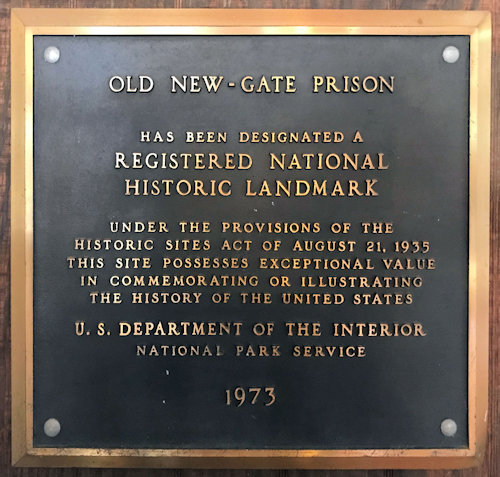 OLD NEW-GATE PRISON
HAS BEEN DESIGNATED A
REGISTERED NATIONAL
HISTORIC LANDMARK
UNDER THE PROVISIONS OF THE
HISTORIC SITES ACT OF AUGUST 21, 1935
THIS SITE POSSESSES EXCEPTIONAL VALUE
IN COMMEMORATING OR ILLUSTRATING
THE HISTORY OF THE UNITED STATES
U. S. DEPARTMENT OF THE INTERIOR
NATIONAL PARK SERVICE
1973